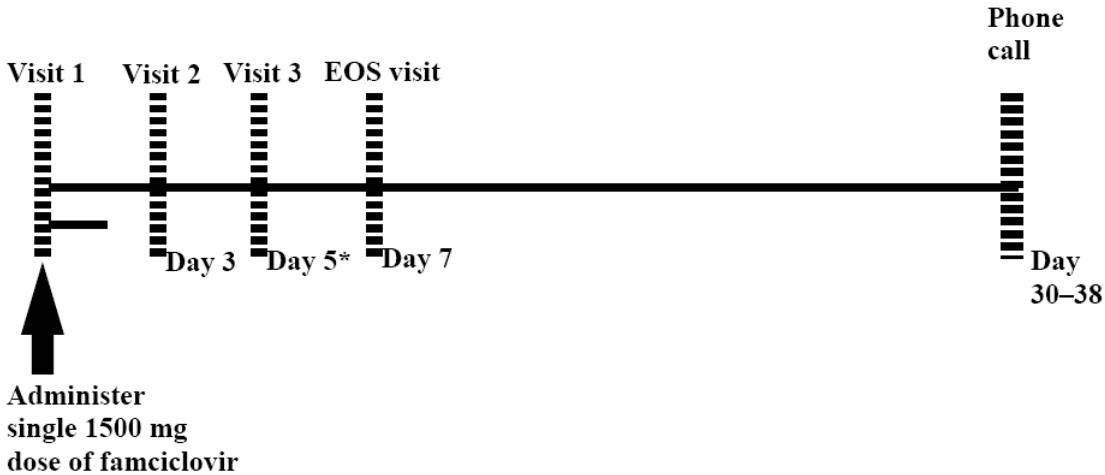 Phone
call
Visit 1 Visit 2 Visit 3 EOS visit
Day 3 Day 5* Day 7 Day
30–38
Administer
single 1500 mg
dose of famciclovir